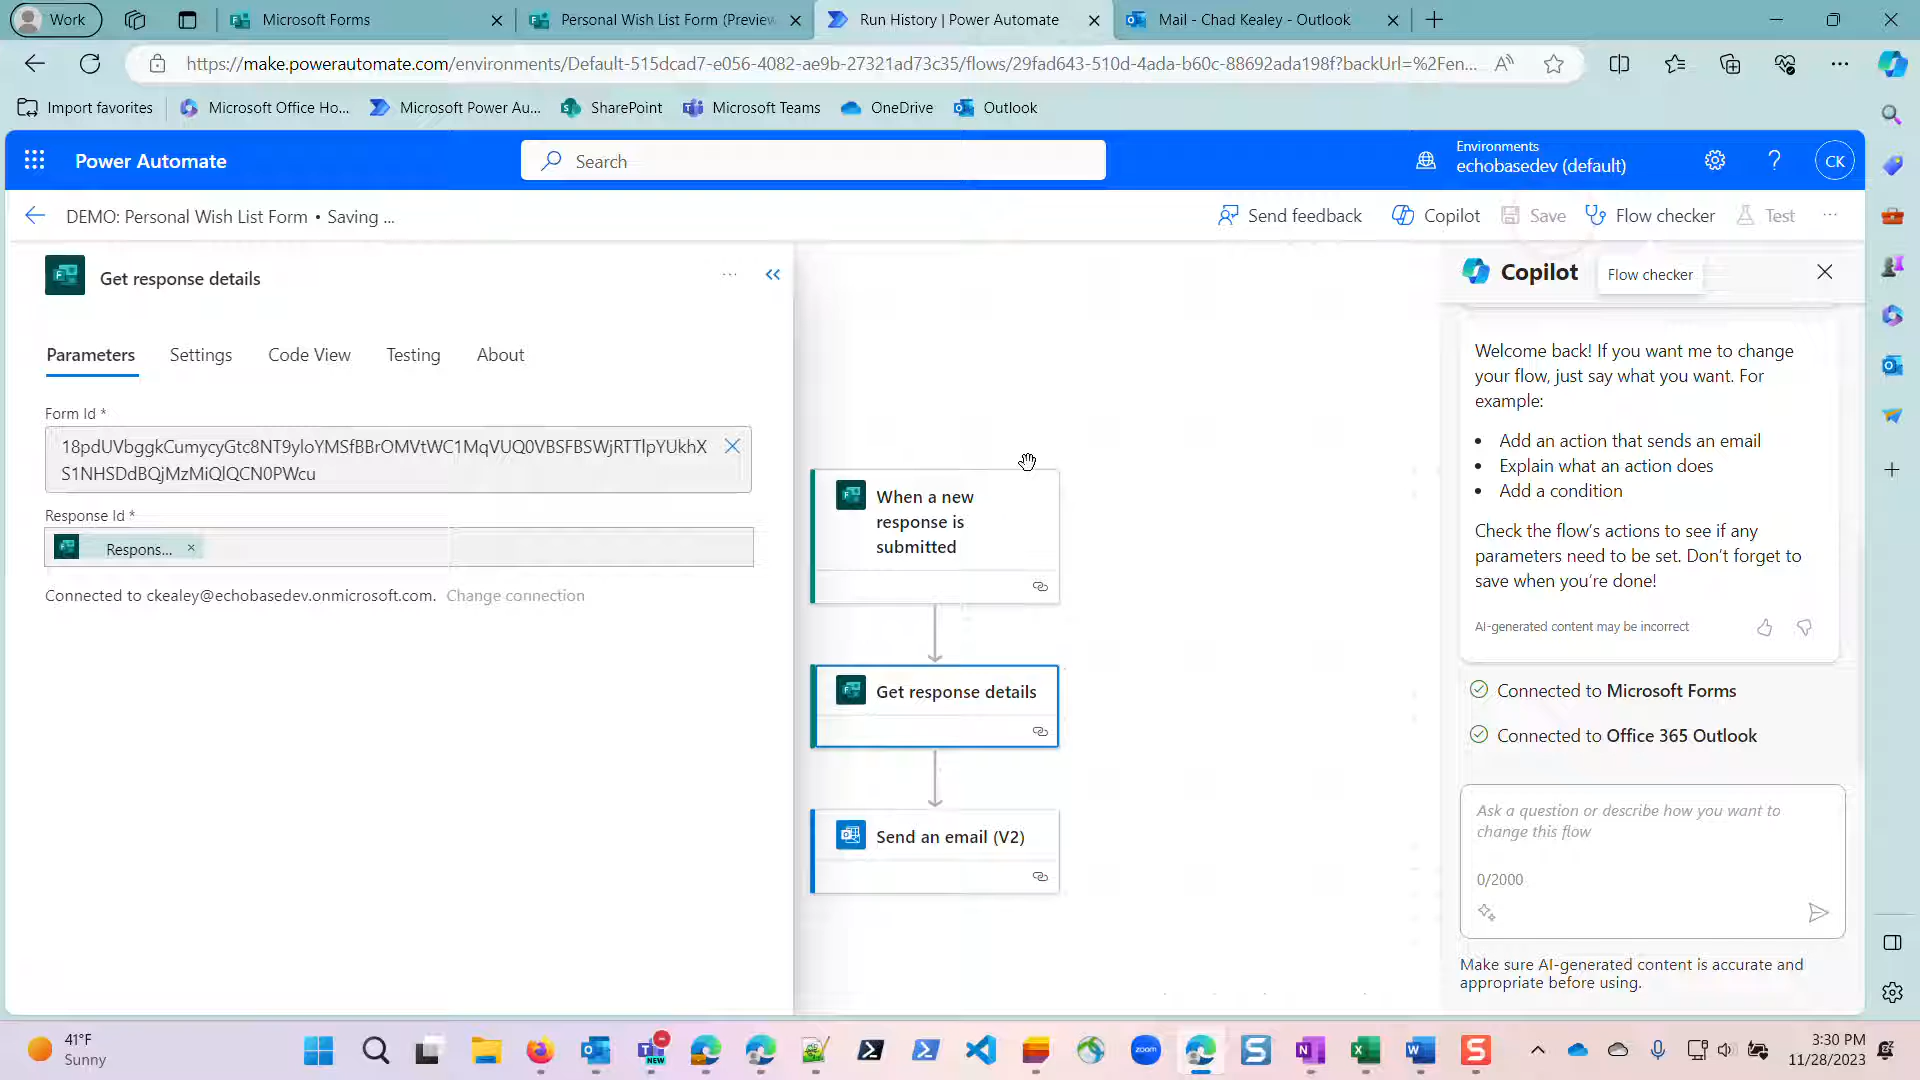 Work
Microsoft Forms
Personal Wish List Form (Preview
Run History | Power Automate
Mail - Chad Kealey - Outlook
https://make.powerautomate.com/environments/Default-515dcad7-e056-4082-ae9b-27321ad73c35/flows/29fad643-510d-4ada-b60c-88692ada198f?backUrl=%2Fen...
Import favorites
Microsoft Office Ho...
Microsoft Power Au...
SharePoint
Microsoft Teams
OneDrive
Outlook
Power Automate
Search
Environments
echobasedev (default)
CK
DEMO: Personal Wish List Form • Saving ...
Send feedback
Copilot
Save
Flow checker
Test
Get response details
Parameters
Settings
Code View
Testing
About
Form Id *
18pdUVbggkCumycyGtc8NT9yloYMSfBBrOMVtWC1MqVUQ0VBSFBSWjRTTlpYUkhX
S1NHSDdBQjMzMiQlQCN0PWcu
Response Id *
Respons...
Connected to ckealey@echobasedev.onmicrosoft.com. Change connection
When a new
response is
submitted
Get response details
Send an email (V2)
Copilot
Flow checker
Welcome back! If you want me to change
your flow, just say what you want. For
example:
• Add an action that sends an email
• Explain what an action does
• Add a condition
Check the flow's actions to see if any
parameters need to be set. Don't forget to
save when you're done!
AI-generated content may be incorrect
Connected to Microsoft Forms
Connected to Office 365 Outlook
Ask a question or describe how you want to
change this flow
0/2000
Make sure AI-generated content is accurate and
appropriate before using.
41°F
Sunny
NEW
zoom
3:30 PM
11/28/2023